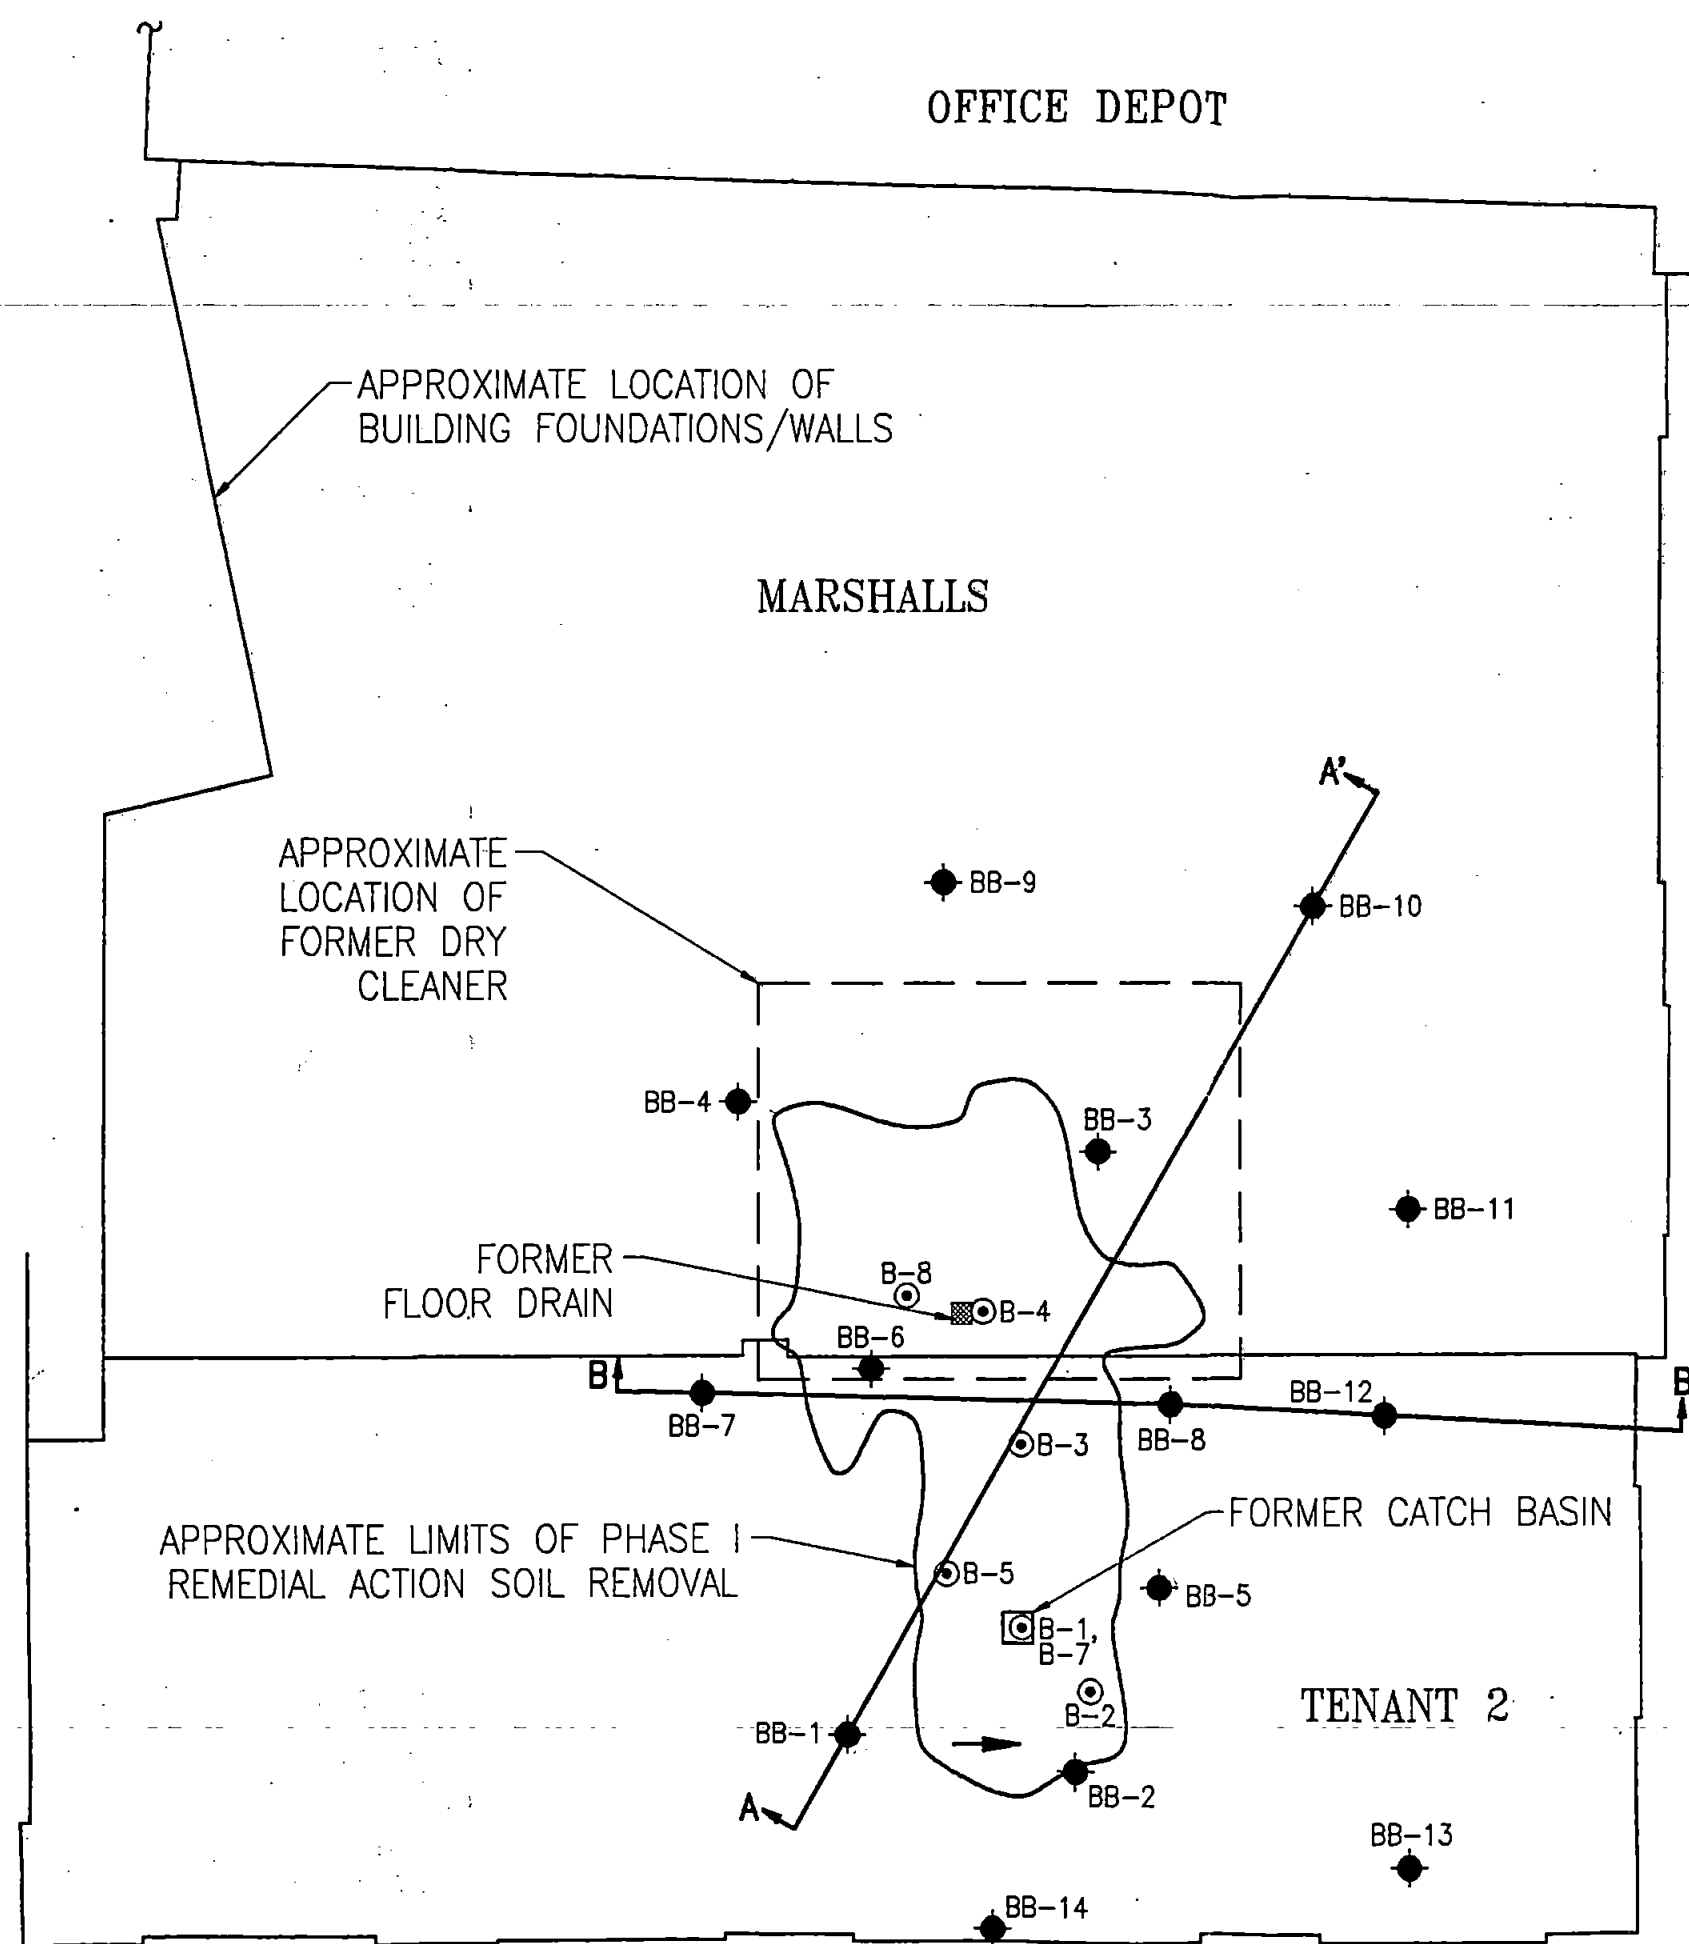 OFFICE DEPOT
APPROXIMATE LOCATION OF
BUILDING FOUNDATIONS/WALLS
MARSHALLS
A'
BB-9
BB-10
APPROXIMATE
LOCATION OF
FORMER DRY
CLEANER
BB-4
BB-3
BB-11
FORMER
FLOOR DRAIN
B-8
B-4
BB-6
B
BB-7
BB-8
BB-12
B
B-3
FORMER CATCH BASIN
APPROXIMATE LIMITS OF PHASE I
REMEDIAL ACTION SOIL REMOVAL
B-5
BB-5
B-1,
B-7
B-2
TENANT 2
BB-1
BB-2
A
BB-13
BB-14